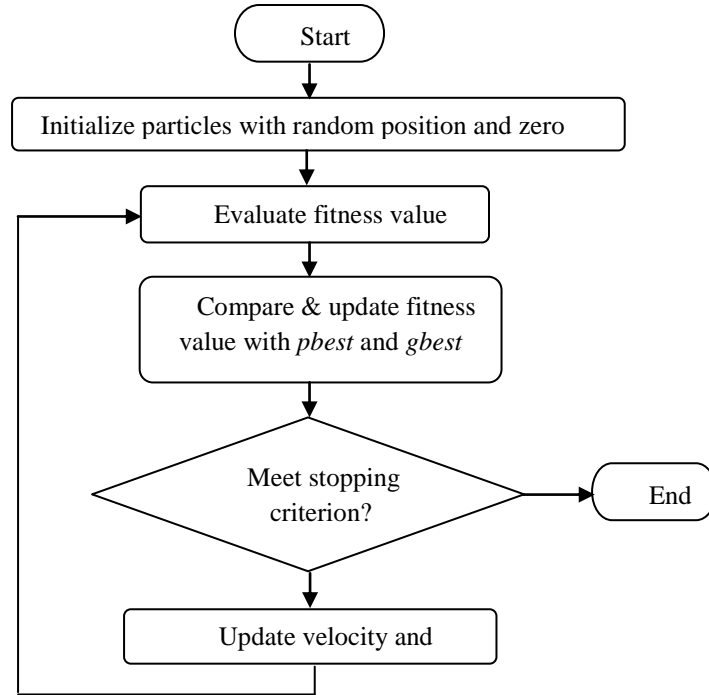 Start
Initialize particles with random position and zero
Evaluate fitness value
Compare & update fitness
value with pbest and gbest
Meet stopping
criterion?
End
Update velocity and